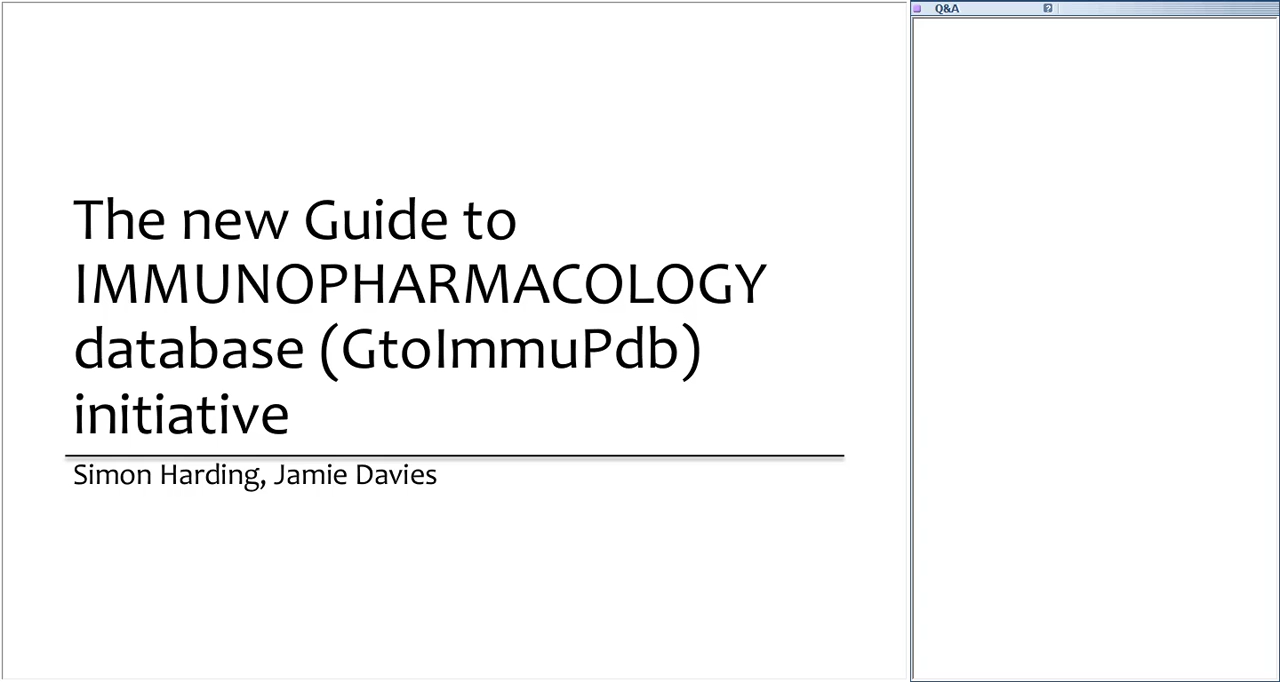 Q&A
The new Guide to
IMMUNOPHARMACOLOGY
database (GtoImmuPdb)
initiative
Simon Harding, Jamie Davies